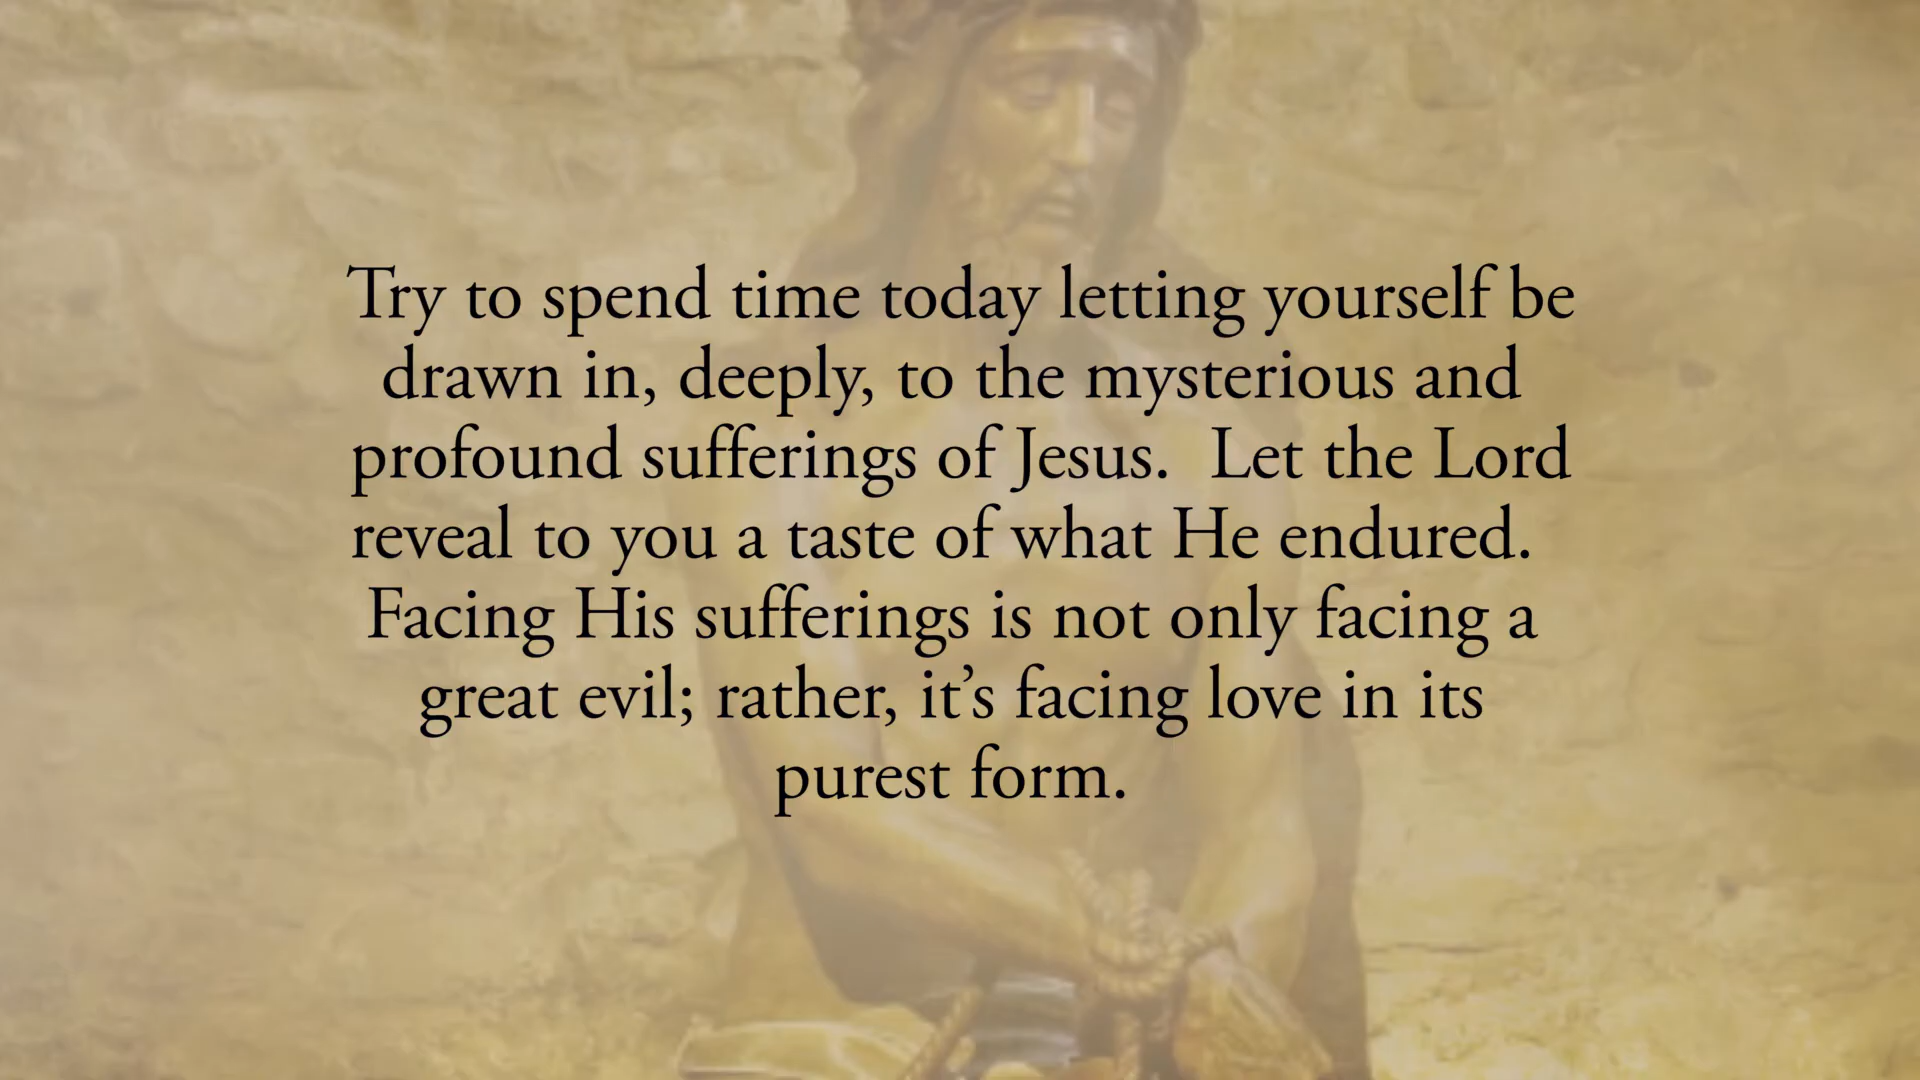 Try to spend time today letting yourself be
drawn in, deeply, to the mysterious and
profound sufferings of Jesus.  Let the Lord
reveal to you a taste of what He endured.
Facing His sufferings is not only facing a
great evil; rather, it’s facing love in its
purest form.